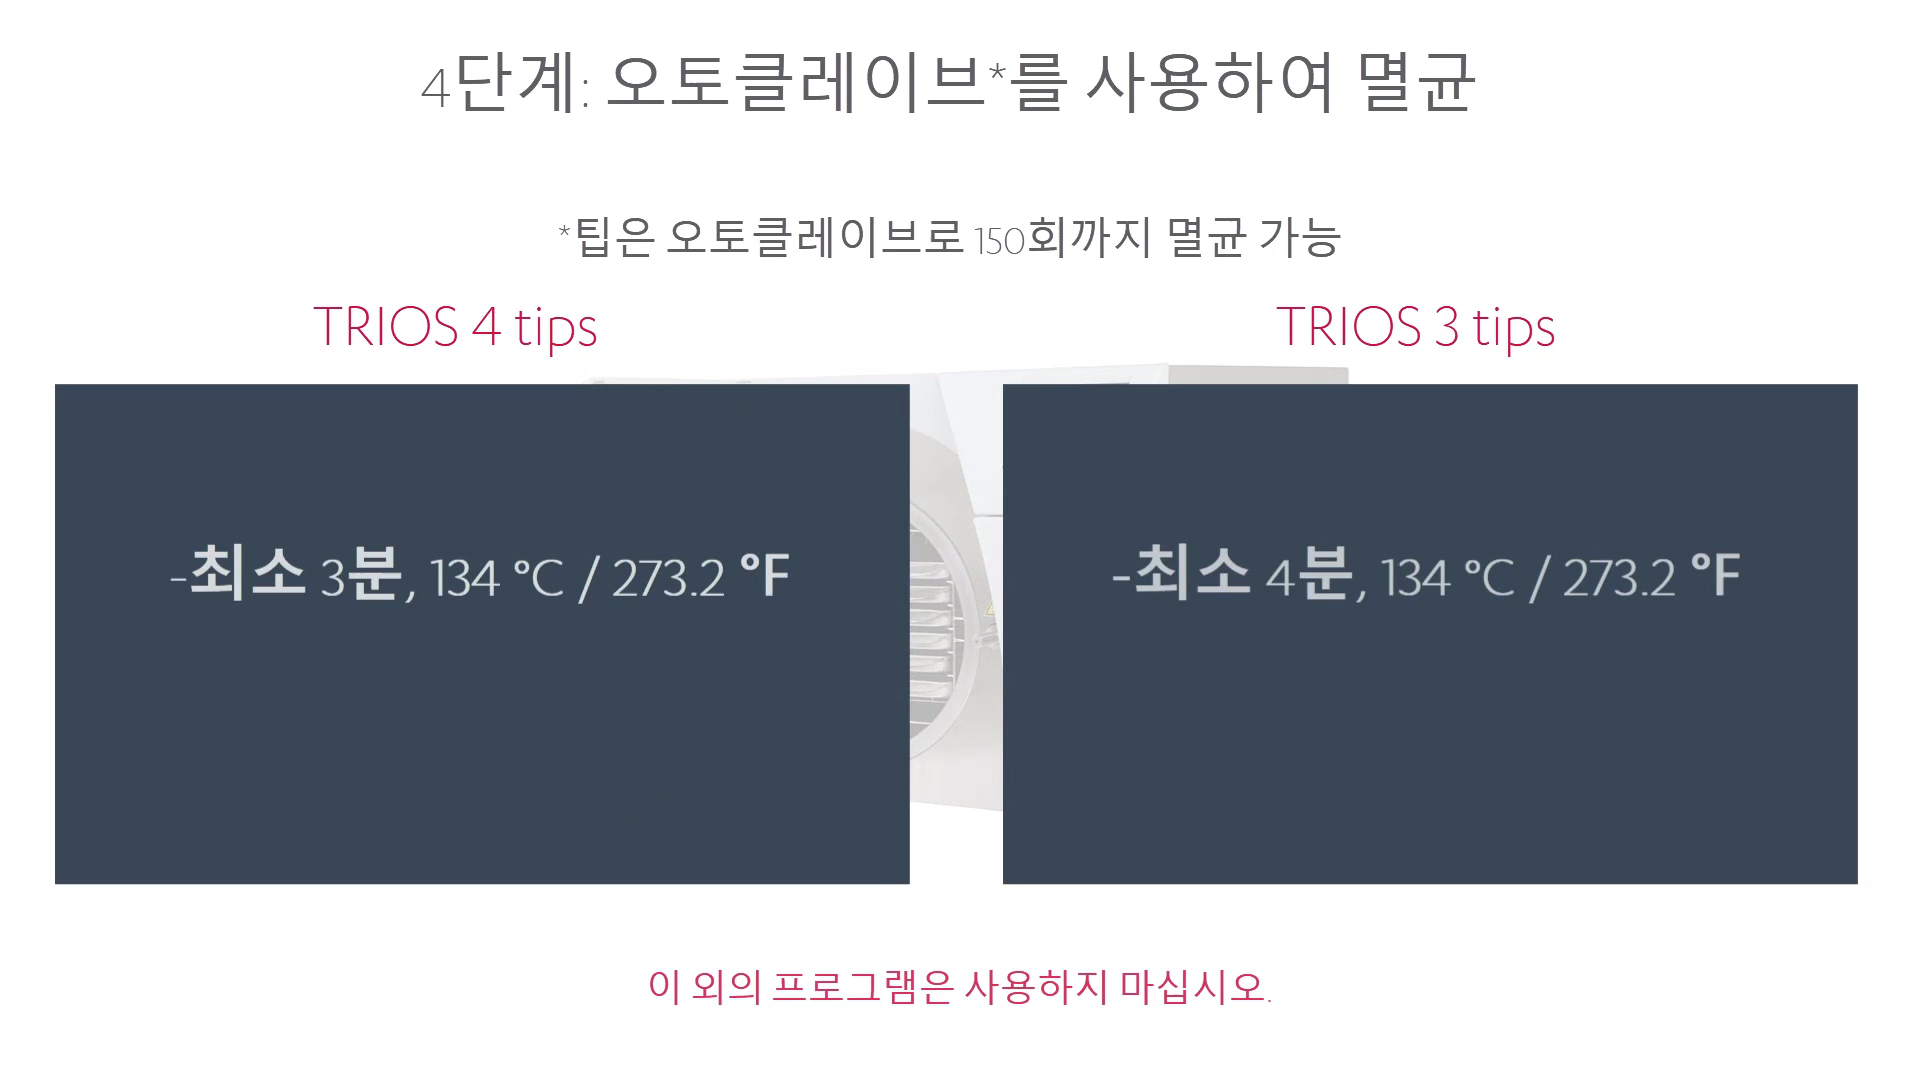 4단계: 오토클레이브*를 사용하여 멸균
*팁은 오토클레이브로 150회까지 멸균 가능
TRIOS 4 tips
-최소 3분, 134 °C / 273.2 °F
TRIOS 3 tips
-최소 4분, 134 °C / 273.2 °F
이 외의 프로그램은 사용하지 마십시오.